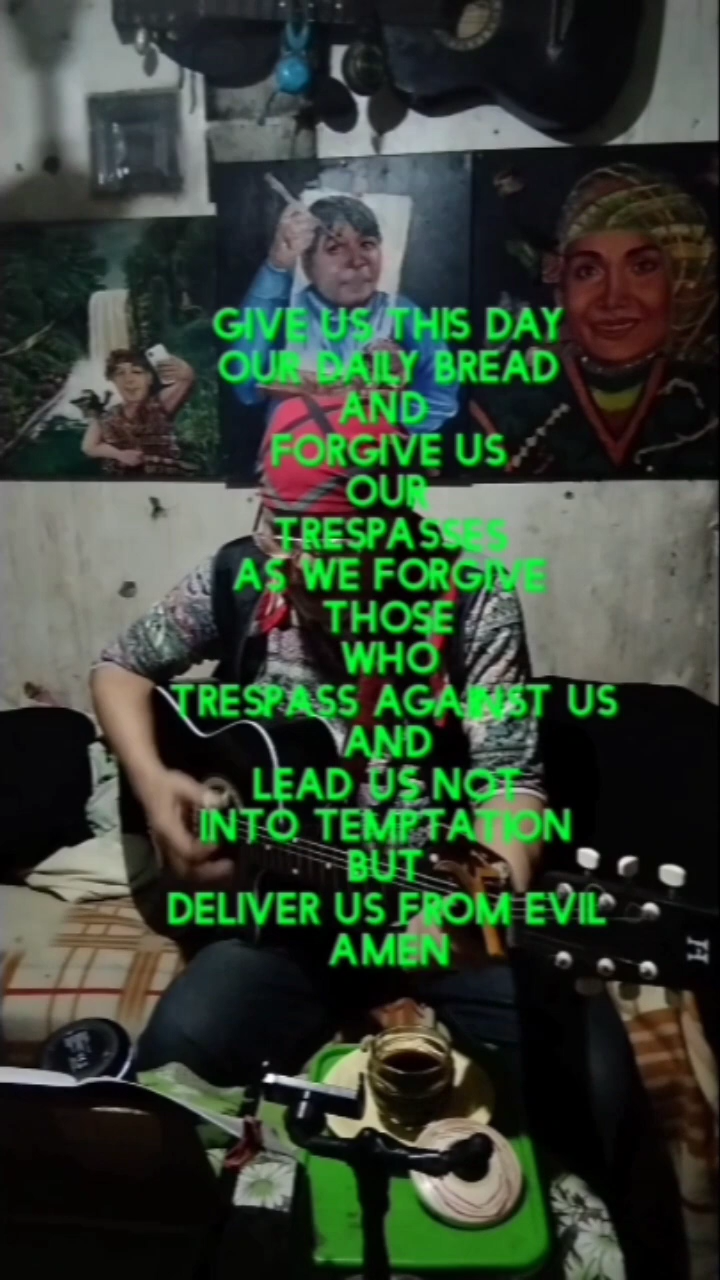 GIVE US THIS DAY
OUR DAILY BREAD
AND
FORGIVE US
OUR
TRESPASSES
AS WE FORGIVE
THOSE
WHO
TRESPASS AGAINST US
AND
LEAD US NOT
INTO TEMPTATION
BUT
DELIVER US FROM EVIL
AMEN